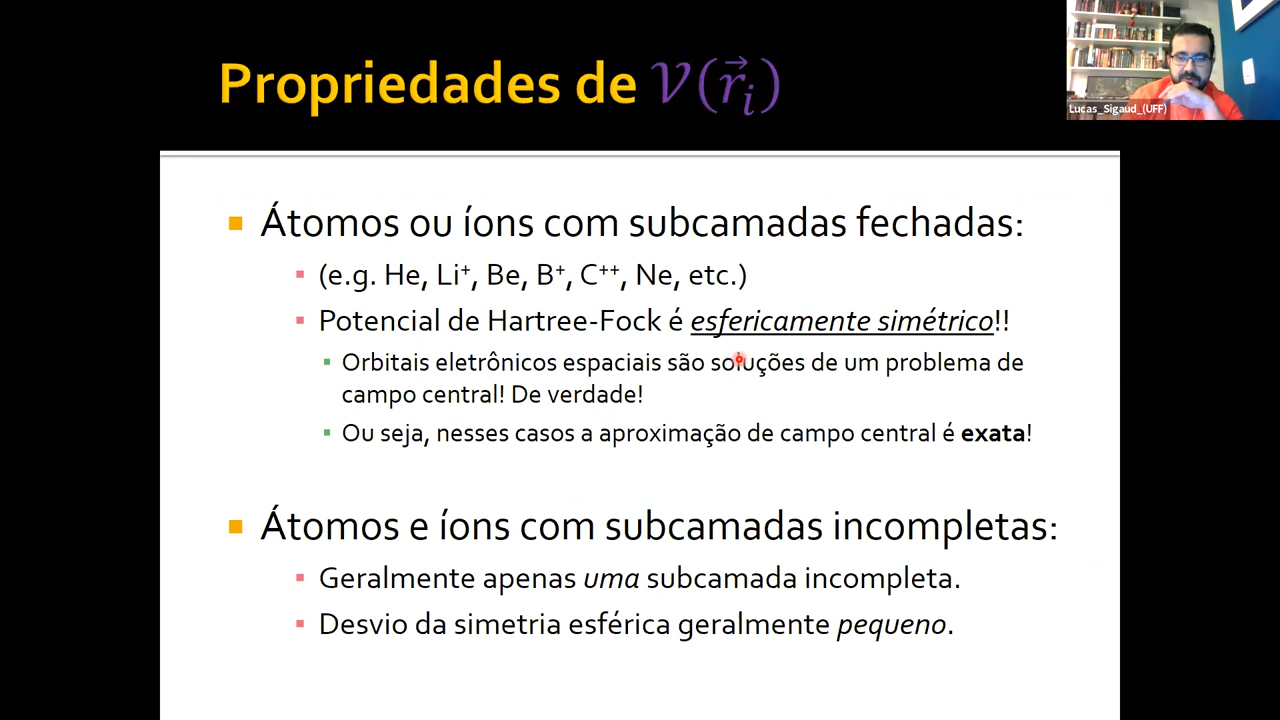 Propriedades de 𝒱(r⃗ᵢ)
Lucas_Sigaud_(UFF)
Átomos ou íons com subcamadas fechadas:
(e.g. He, Li⁺, Be, B⁺, C⁺⁺, Ne, etc.)
Potencial de Hartree-Fock é esfericamente simétrico!!
Orbitais eletrônicos espaciais são soluções de um problema de
campo central! De verdade!
Ou seja, nesses casos a aproximação de campo central é exata!
Átomos e íons com subcamadas incompletas:
Geralmente apenas uma subcamada incompleta.
Desvio da simetria esférica geralmente pequeno.